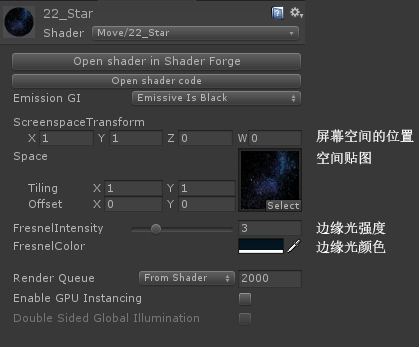 22_Star
Shader Move/22_Star
Open shader in Shader Forge
Open shader code
Emission GI Emissive Is Black
ScreenspaceTransform
X 1 Y 1 Z 0 W 0 屏幕空间的位置
Space 空间贴图
Tiling X 1 Y 1
Offset X 0 Y 0
Select
FresnelIntensity 3 边缘光强度
FresnelColor 边缘光颜色
Render Queue From Shader 2000
Enable GPU Instancing
Double Sided Global Illumination